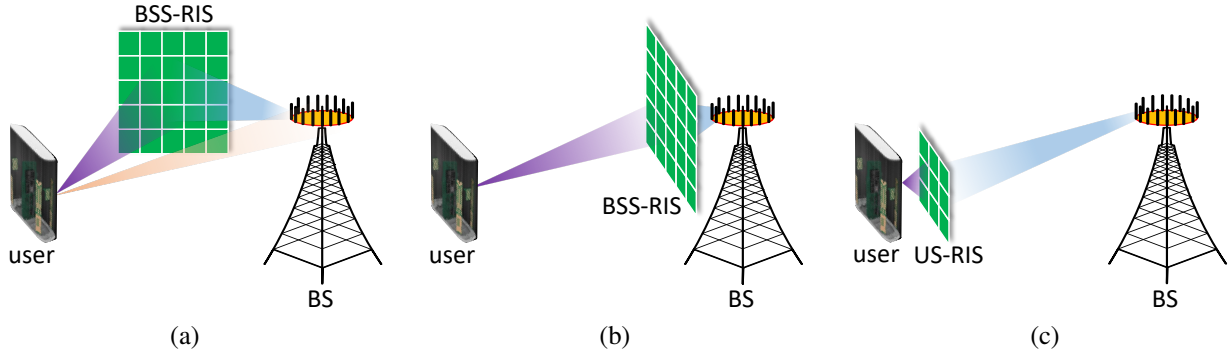 BSS-RIS
user
BS
(a)
BSS-RIS
user
BS
(b)
user
US-RIS
BS
(c)